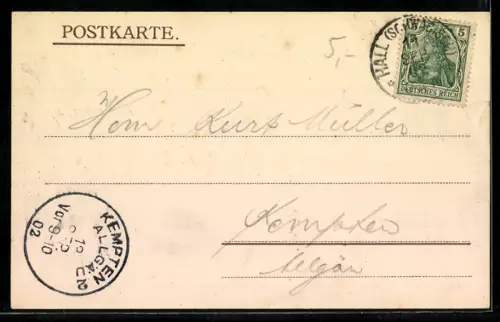 POSTKARTE.
5,-
HALL (SCHWÄB.
5
DEUTSCHES REICH
Herrn Kurt Müller
Kempten
Allgäu
KEMPTEN
ALLGÄU
12
Vor 9-10
02